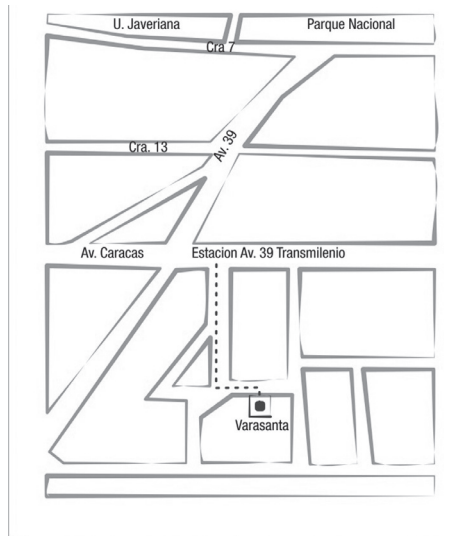 U. Javeriana
Parque Nacional
Cra 7
Cra. 13
Av. 39
Av. Caracas
Estacion Av. 39 Transmilenio
Varasanta